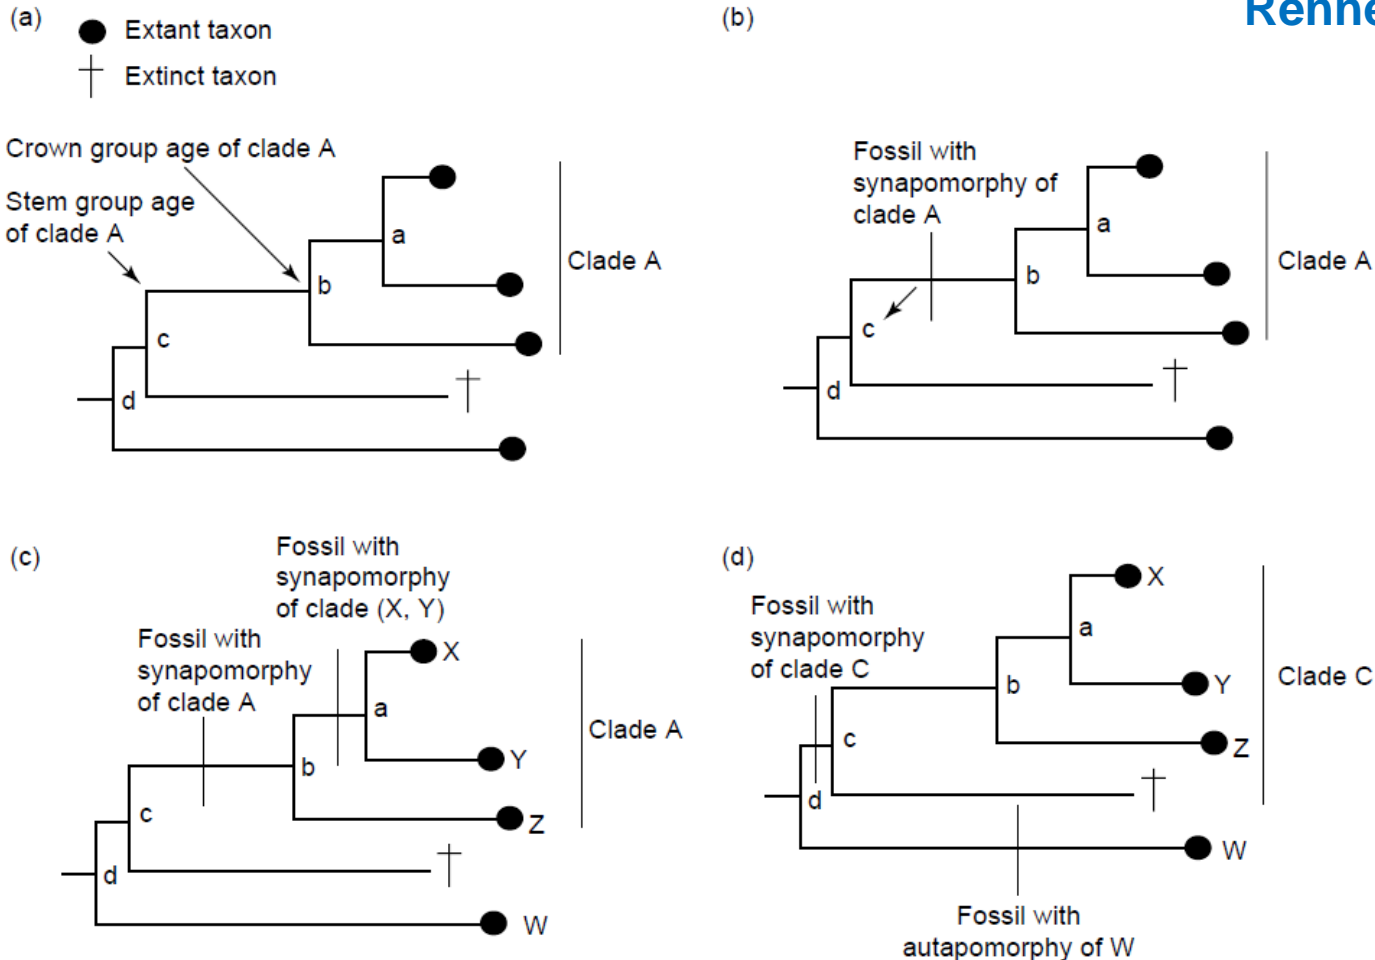 (a)
Extant taxon
Extinct taxon
Crown group age of clade A
Stem group age
of clade A
a
b
c
d
Clade A
(b)
Fossil with
synapomorphy of
clade A
a
b
c
d
Clade A
(c)
Fossil with
synapomorphy
of clade (X, Y)
Fossil with
synapomorphy
of clade A
X
a
Y
b
Z
c
d
W
Clade A
(d)
Fossil with
synapomorphy
of clade C
X
a
Y
b
Z
c
d
W
Clade C
Fossil with
autapomorphy of W